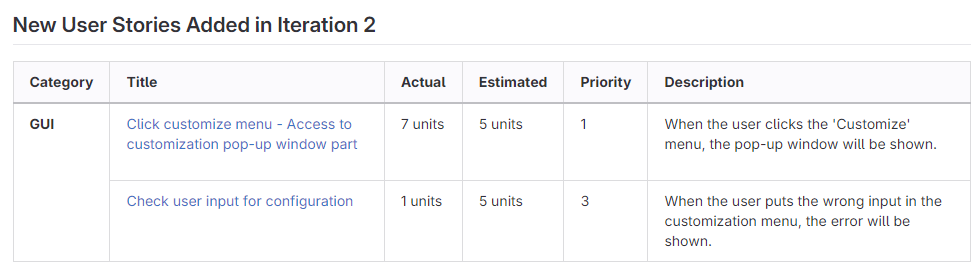 New User Stories Added in Iteration 2
Category Title Actual Estimated Priority Description
GUI Click customize menu - Access to 7 units 5 units 1 When the user clicks the 'Customize'
customization pop-up window part menu, the pop-up window will be shown.
Check user input for configuration 1 units 5 units 3 When the user puts the wrong input in the
customization menu, the error will be
shown.